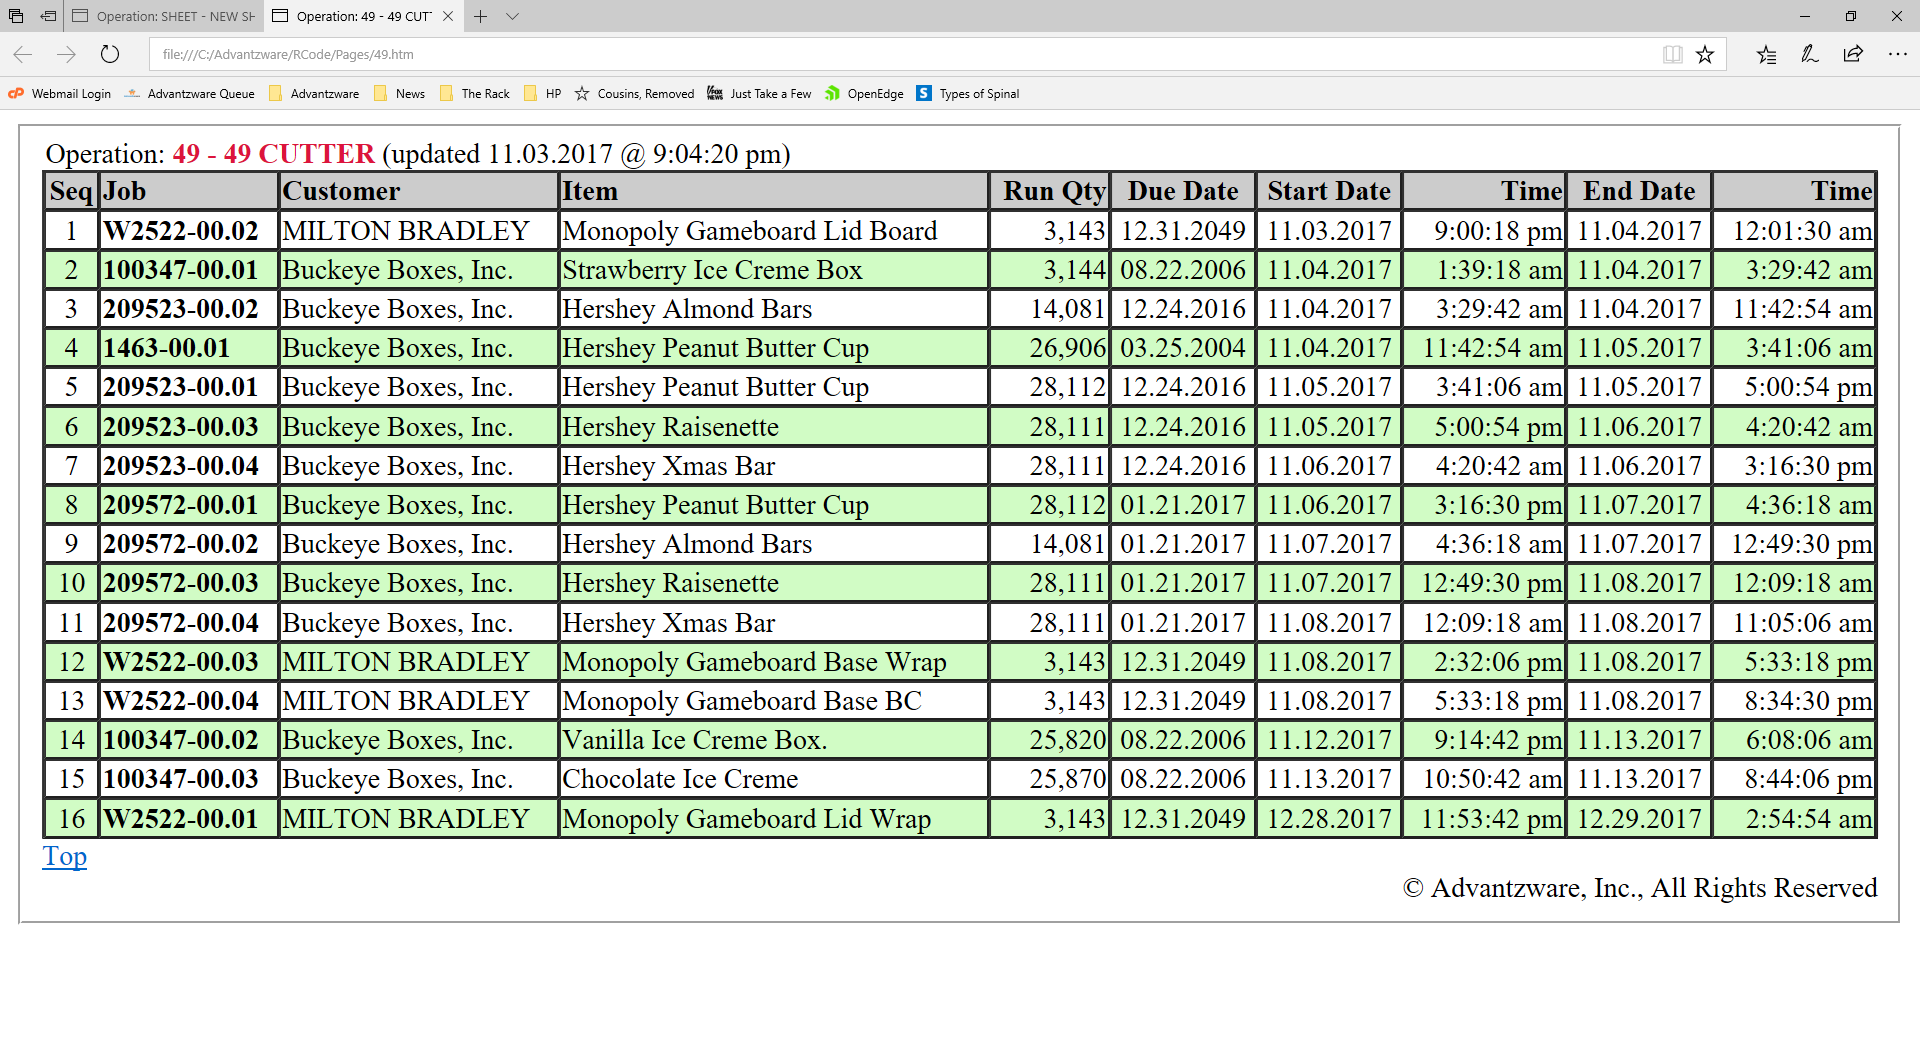 Operation: SHEET - NEW SH Operation: 49 - 49 CUT
file:///C:/Advantzware/RCode/Pages/49.htm
Webmail Login Advantzware Queue Advantzware News The Rack HP Cousins, Removed FOX NEWS Just Take a Few OpenEdge S Types of Spinal
Operation: 49 - 49 CUTTER (updated 11.03.2017 @ 9:04:20 pm)
Seq Job Customer Item Run Qty Due Date Start Date Time End Date Time
1 W2522-00.02 MILTON BRADLEY Monopoly Gameboard Lid Board 3,143 12.31.2049 11.03.2017 9:00:18 pm 11.04.2017 12:01:30 am
2 100347-00.01 Buckeye Boxes, Inc. Strawberry Ice Creme Box 3,144 08.22.2006 11.04.2017 1:39:18 am 11.04.2017 3:29:42 am
3 209523-00.02 Buckeye Boxes, Inc. Hershey Almond Bars 14,081 12.24.2016 11.04.2017 3:29:42 am 11.04.2017 11:42:54 am
4 1463-00.01 Buckeye Boxes, Inc. Hershey Peanut Butter Cup 26,906 03.25.2004 11.04.2017 11:42:54 am 11.05.2017 3:41:06 am
5 209523-00.01 Buckeye Boxes, Inc. Hershey Peanut Butter Cup 28,112 12.24.2016 11.05.2017 3:41:06 am 11.05.2017 5:00:54 pm
6 209523-00.03 Buckeye Boxes, Inc. Hershey Raisenette 28,111 12.24.2016 11.05.2017 5:00:54 pm 11.06.2017 4:20:42 am
7 209523-00.04 Buckeye Boxes, Inc. Hershey Xmas Bar 28,111 12.24.2016 11.06.2017 4:20:42 am 11.06.2017 3:16:30 pm
8 209572-00.01 Buckeye Boxes, Inc. Hershey Peanut Butter Cup 28,112 01.21.2017 11.06.2017 3:16:30 pm 11.07.2017 4:36:18 am
9 209572-00.02 Buckeye Boxes, Inc. Hershey Almond Bars 14,081 01.21.2017 11.07.2017 4:36:18 am 11.07.2017 12:49:30 pm
10 209572-00.03 Buckeye Boxes, Inc. Hershey Raisenette 28,111 01.21.2017 11.07.2017 12:49:30 pm 11.08.2017 12:09:18 am
11 209572-00.04 Buckeye Boxes, Inc. Hershey Xmas Bar 28,111 01.21.2017 11.08.2017 12:09:18 am 11.08.2017 11:05:06 am
12 W2522-00.03 MILTON BRADLEY Monopoly Gameboard Base Wrap 3,143 12.31.2049 11.08.2017 2:32:06 pm 11.08.2017 5:33:18 pm
13 W2522-00.04 MILTON BRADLEY Monopoly Gameboard Base BC 3,143 12.31.2049 11.08.2017 5:33:18 pm 11.08.2017 8:34:30 pm
14 100347-00.02 Buckeye Boxes, Inc. Vanilla Ice Creme Box. 25,820 08.22.2006 11.12.2017 9:14:42 pm 11.13.2017 6:08:06 am
15 100347-00.03 Buckeye Boxes, Inc. Chocolate Ice Creme 25,870 08.22.2006 11.13.2017 10:50:42 am 11.13.2017 8:44:06 pm
16 W2522-00.01 MILTON BRADLEY Monopoly Gameboard Lid Wrap 3,143 12.31.2049 12.28.2017 11:53:42 pm 12.29.2017 2:54:54 am
Top
© Advantzware, Inc., All Rights Reserved